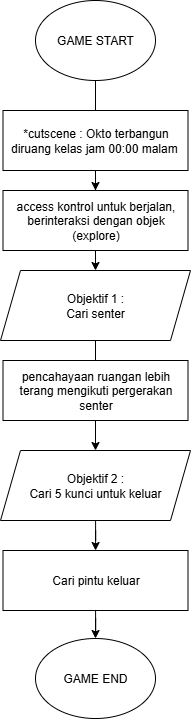 GAME START
*cutscene : Okto terbangun
diruang kelas jam 00:00 malam
access kontrol untuk berjalan,
berinteraksi dengan objek
(explore)
Objektif 1 :
Cari senter
pencahayaan ruangan lebih
terang mengikuti pergerakan
senter
Objektif 2 :
Cari 5 kunci untuk keluar
Cari pintu keluar
GAME END